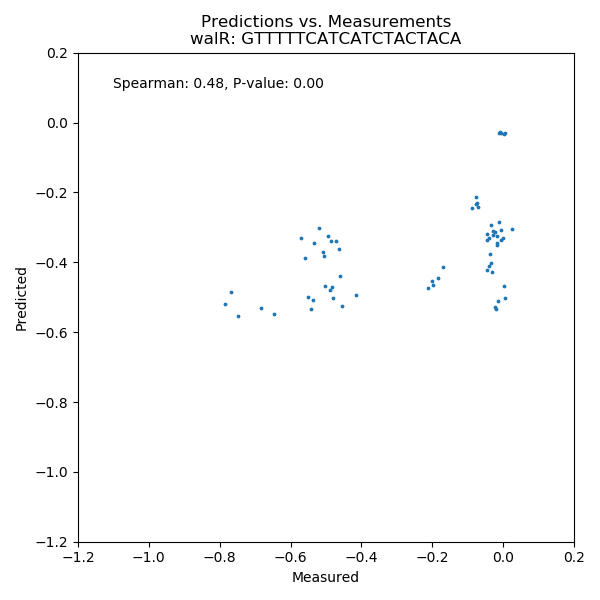 Predictions vs. Measurements
walR: GTTTTTCATCATCTACTACA
Spearman: 0.48, P-value: 0.00
0.2
0.0
−0.2
−0.4
−0.6
−0.8
−1.0
−1.2
Predicted
−1.2 −1.0 −0.8 −0.6 −0.4 −0.2 0.0 0.2
Measured